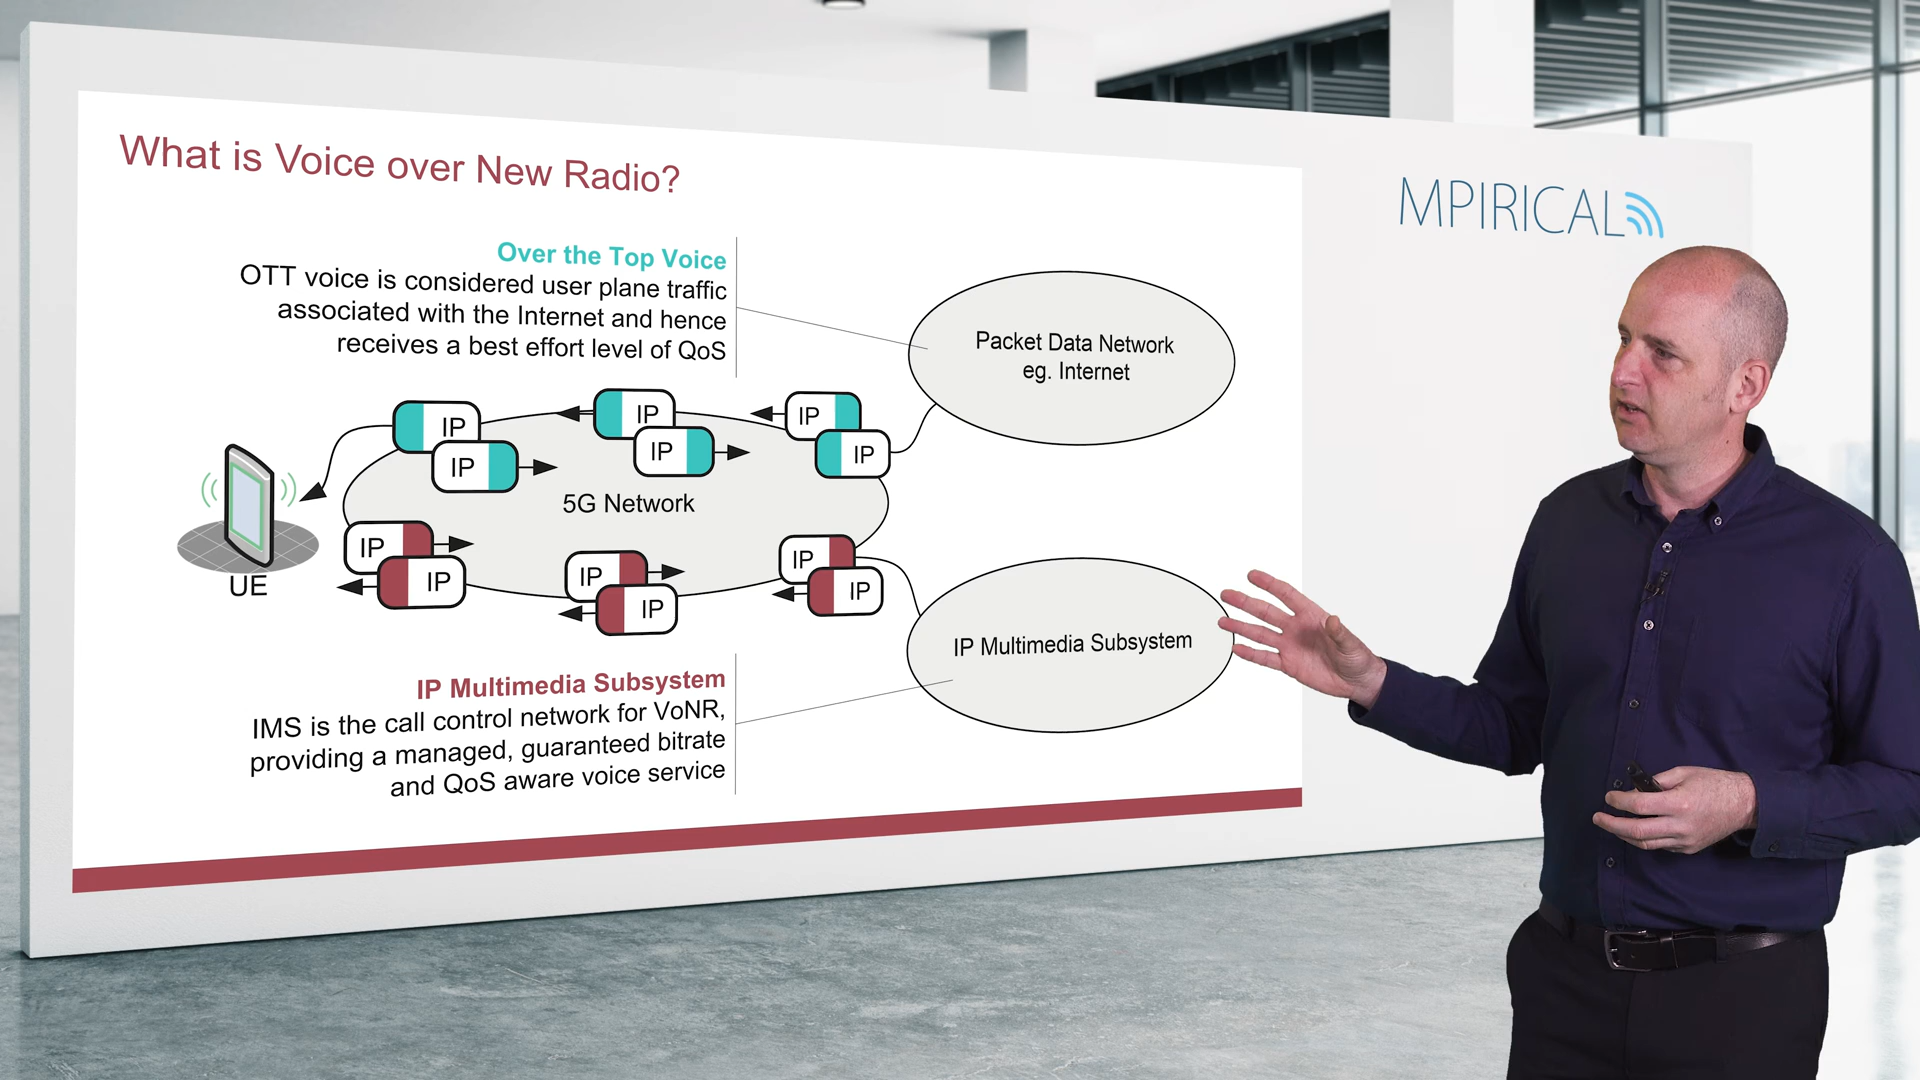 What is Voice over New Radio?
MPIRICAL
Over the Top Voice
OTT voice is considered user plane traffic
associated with the Internet and hence
receives a best effort level of QoS
Packet Data Network
eg. Internet
IP
IP
IP
IP
IP
IP
5G Network
UE
IP
IP
IP
IP
IP
IP
IP Multimedia Subsystem
IP Multimedia Subsystem
IMS is the call control network for VoNR,
providing a managed, guaranteed bitrate
and QoS aware voice service